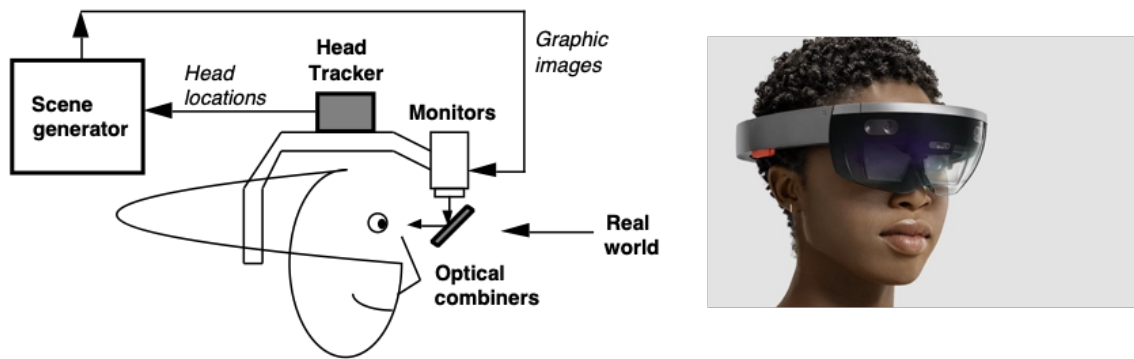 Graphic
images
Head
Tracker
Head
locations
Scene
generator
Monitors
Real
world
Optical
combiners